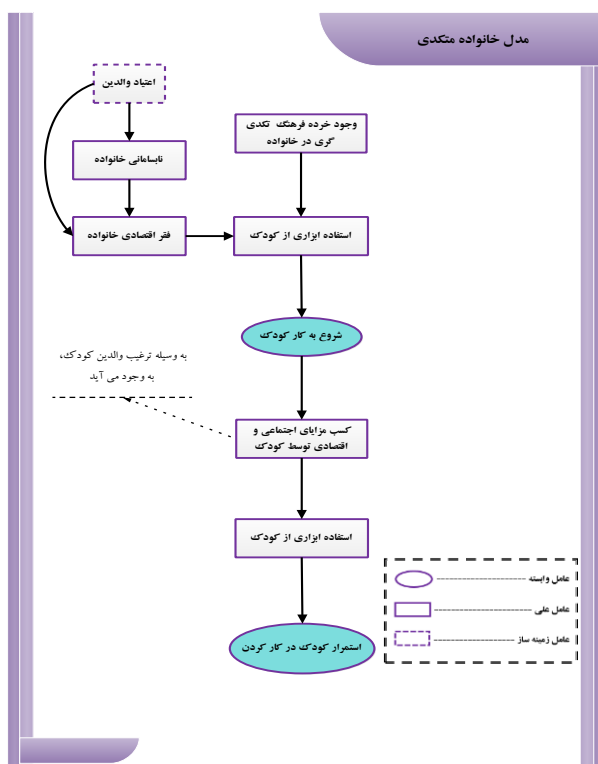 مدل خانواده متکدی
اعتیاد والدین
وجود خرده فرهنگ تکدی
گری در خانواده
نابسامانی خانواده
فقر اقتصادی خانواده
استفاده ابزاری از کودک
شروع به کار کودک
به وسیله ترغیب والدین کودک،
به وجود می آید
کسب مزایای اجتماعی و
اقتصادی توسط کودک
استفاده ابزاری از کودک
استمرار کودک در کار کردن
عامل وابسته
عامل علی
عامل زمینه ساز